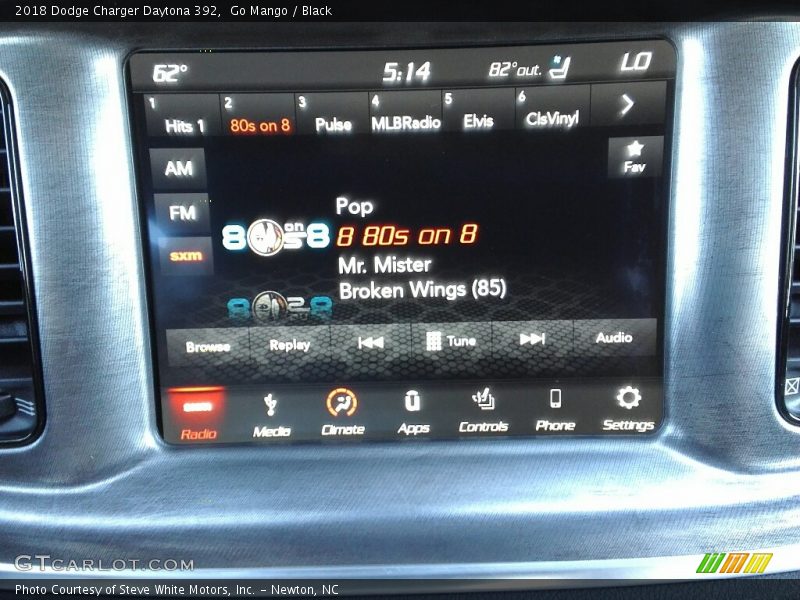 2018 Dodge Charger Daytona 392,  Go Mango / Black
62° 5:14 82°out. LO
1 2 3 4 5 6
Hits 1 80s on 8 Pulse MLBRadio Elvis ClsVinyl
AM
Fav
Pop
FM
8 on 8 8 80s on 8
sxm
Mr. Mister
Broken Wings (85)
Browse Replay Tune Audio
Radio Media Climate Apps Controls Phone Settings
GTCARLOT.COM
Photo Courtesy of Steve White Motors, Inc. – Newton, NC